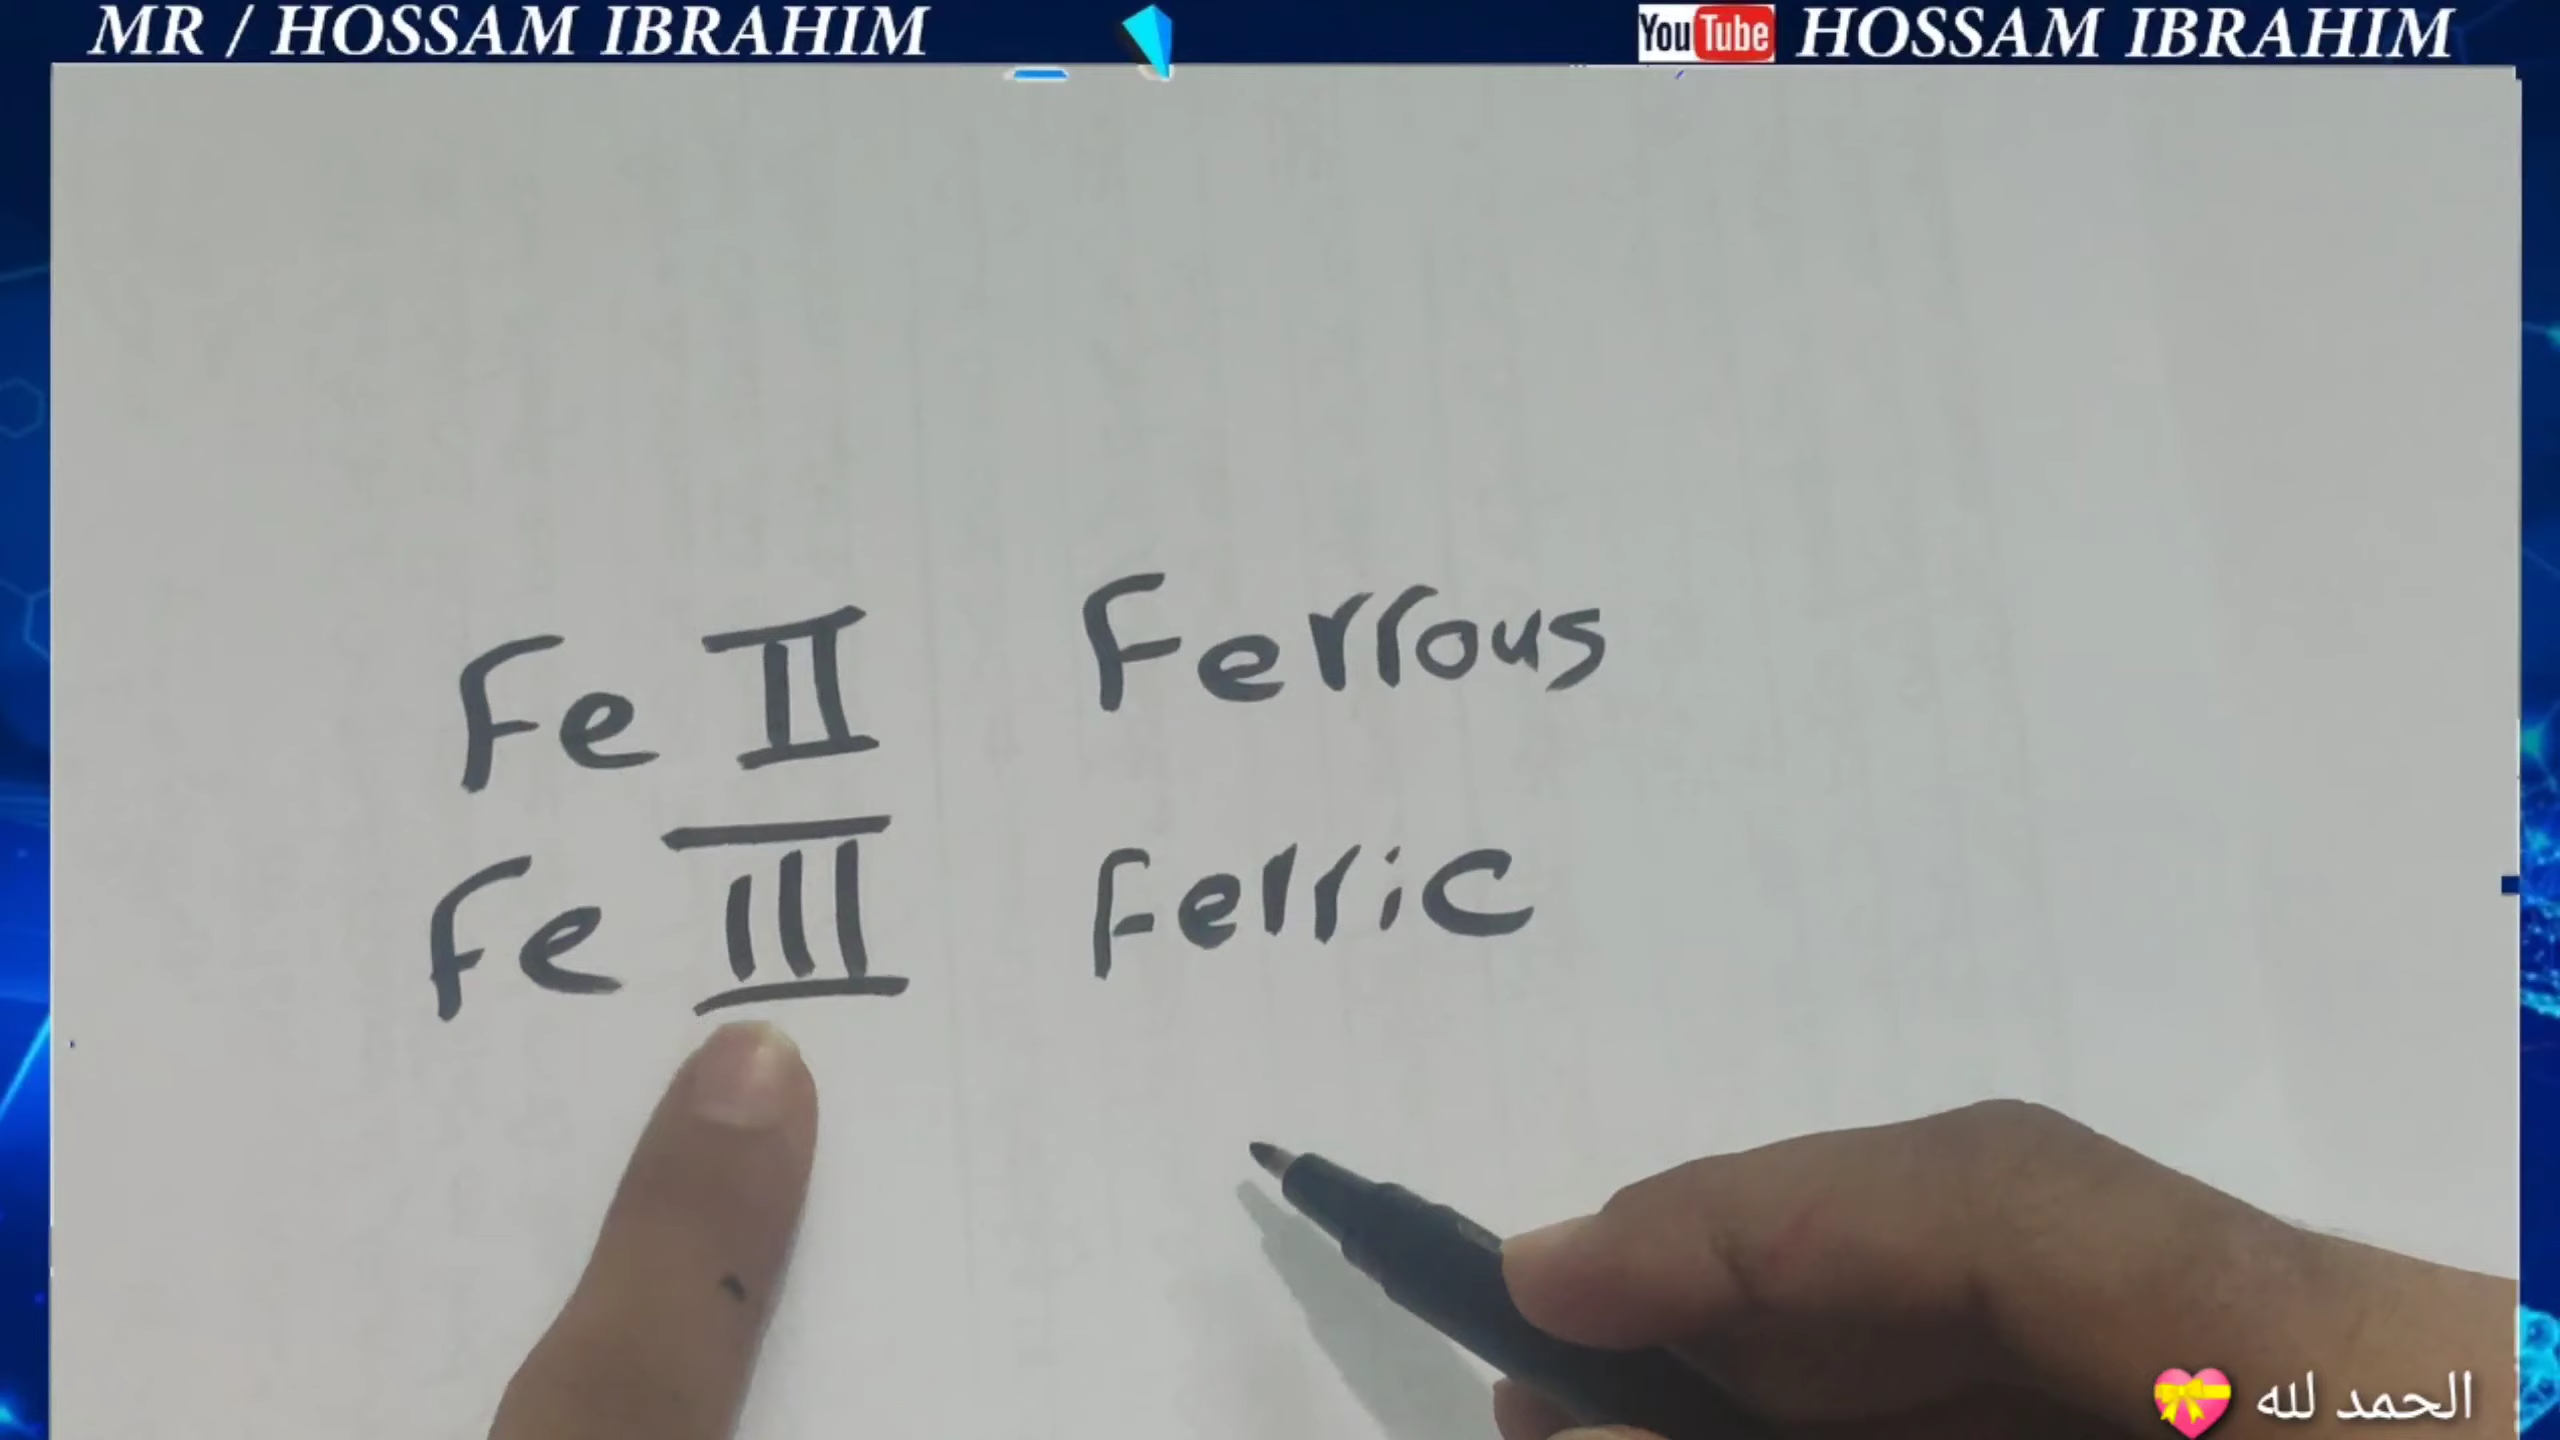 MR / HOSSAM IBRAHIM
YouTube HOSSAM IBRAHIM
Fe II Ferrous
Fe III Ferric
الحمد لله